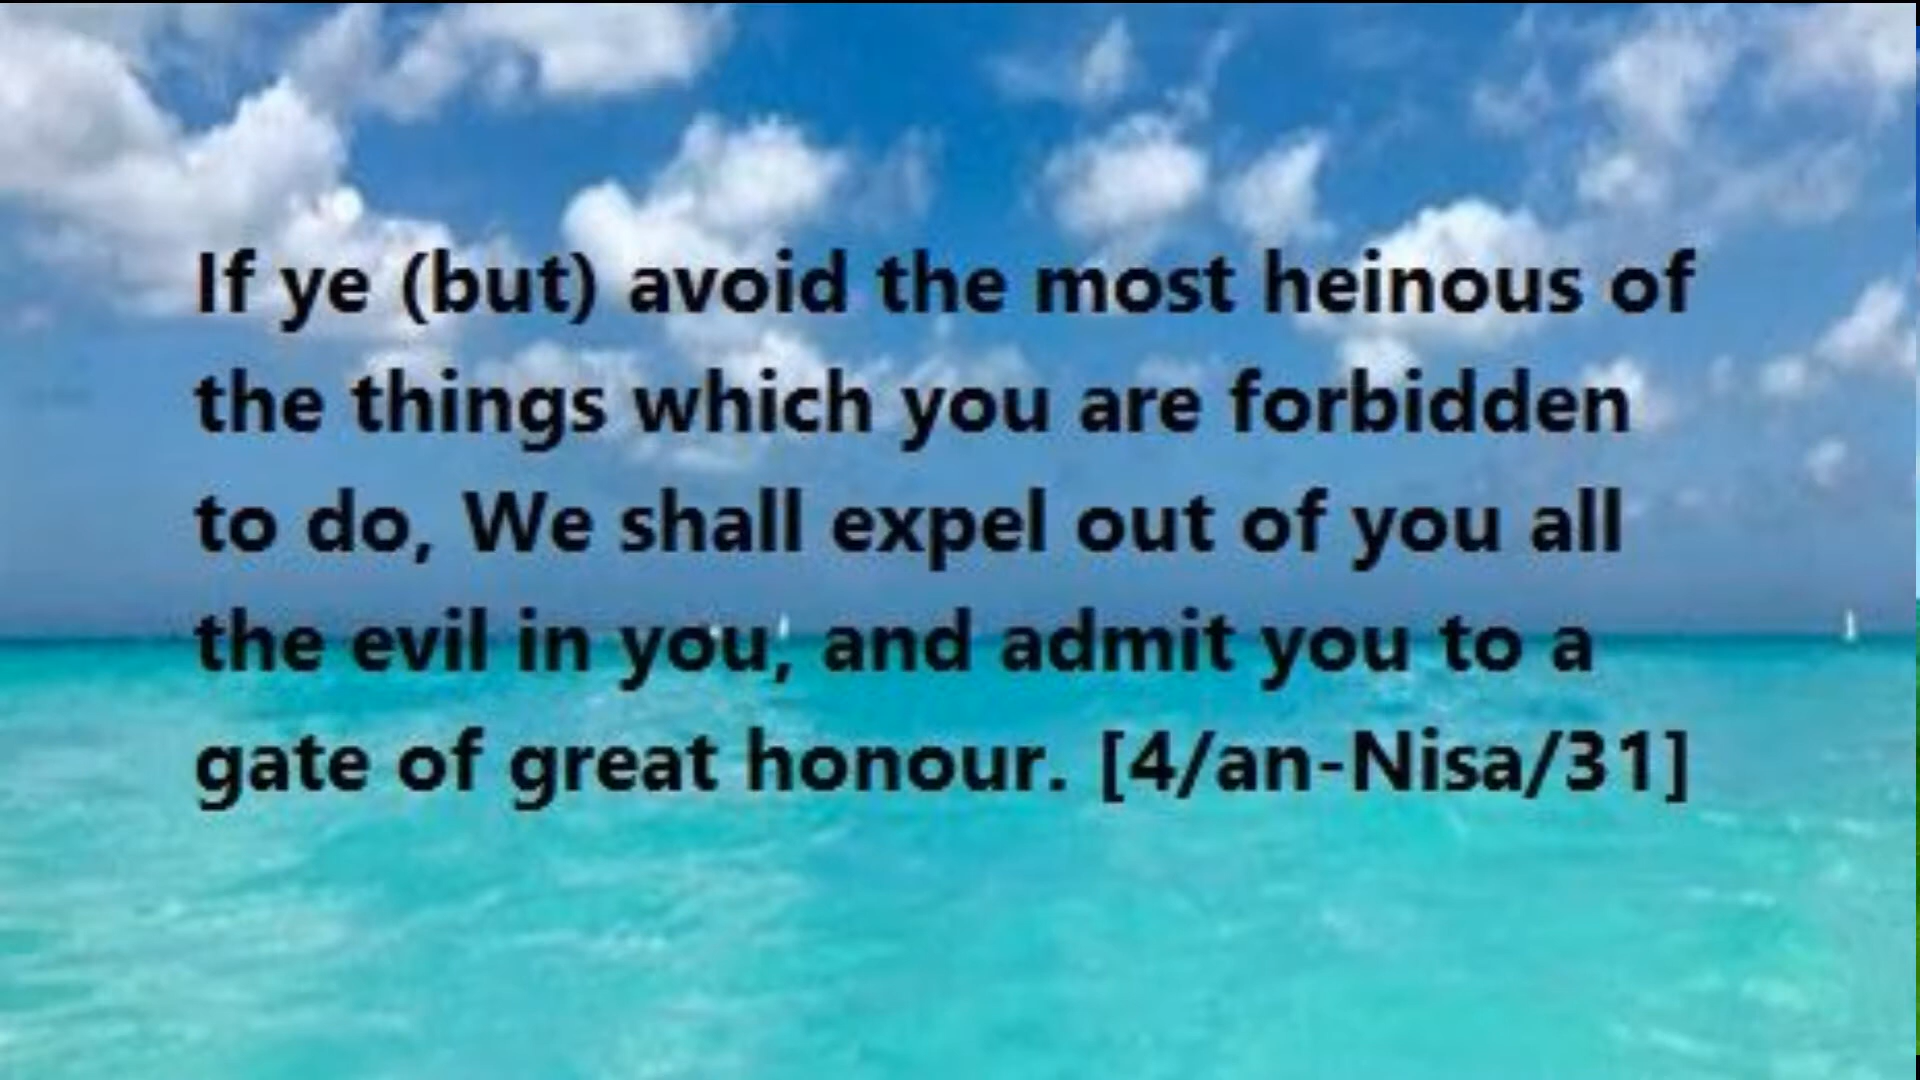 If ye (but) avoid the most heinous of
the things which you are forbidden
to do, We shall expel out of you all
the evil in you, and admit you to a
gate of great honour. [4/an-Nisa/31]